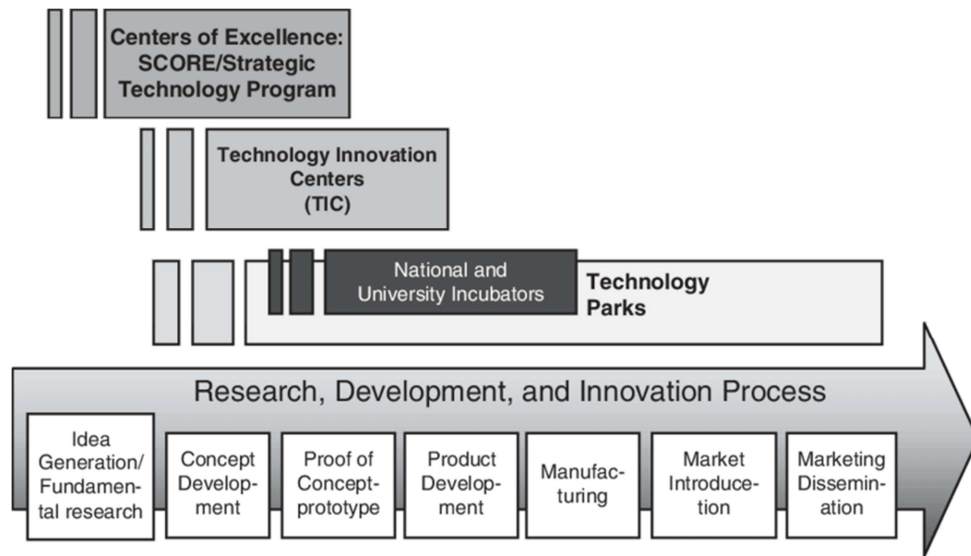 Centers of Excellence:
SCORE/Strategic
Technology Program
Technology Innovation
Centers
(TIC)
National and
University Incubators
Technology
Parks
Research, Development, and Innovation Process
Idea
Generation/
Fundamen-
tal research
Concept
Develop-
ment
Proof of
Concept-
prototype
Product
Develop-
ment
Manufac-
turing
Market
Introduce-
tion
Marketing
Dissemin-
ation